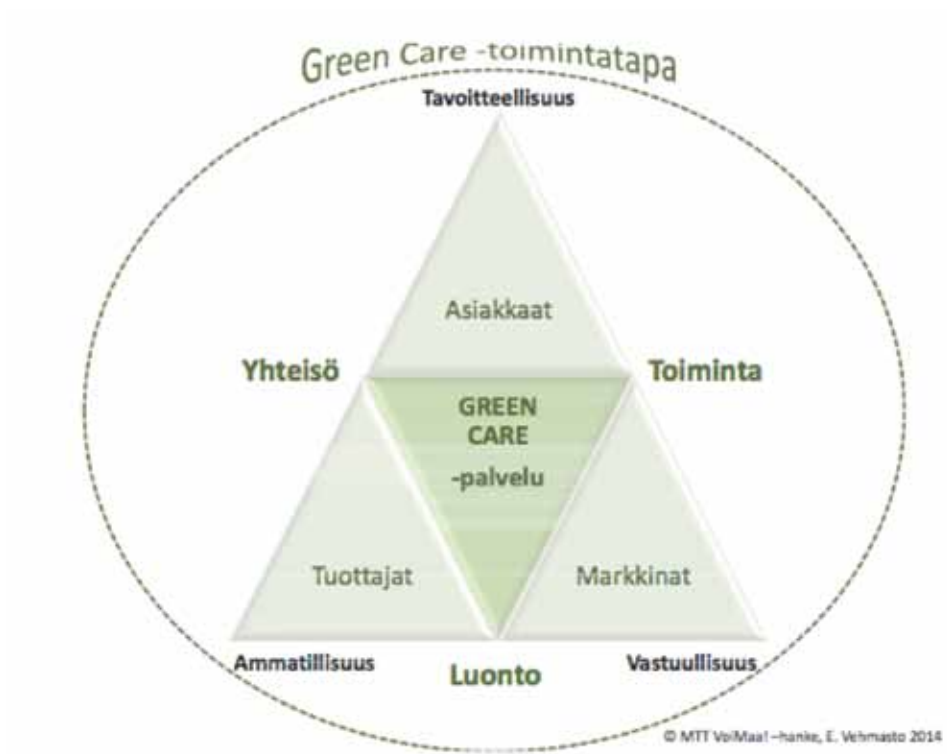 Green Care -toimintatapa
Tavoitteellisuus
Asiakkaat
Yhteisö
Toiminta
GREEN
CARE
-palvelu
Tuottajat
Markkinat
Ammatillisuus
Luonto
Vastuullisuus
© MTT VoiMaa! -hanke, E. Vehmasto 2014